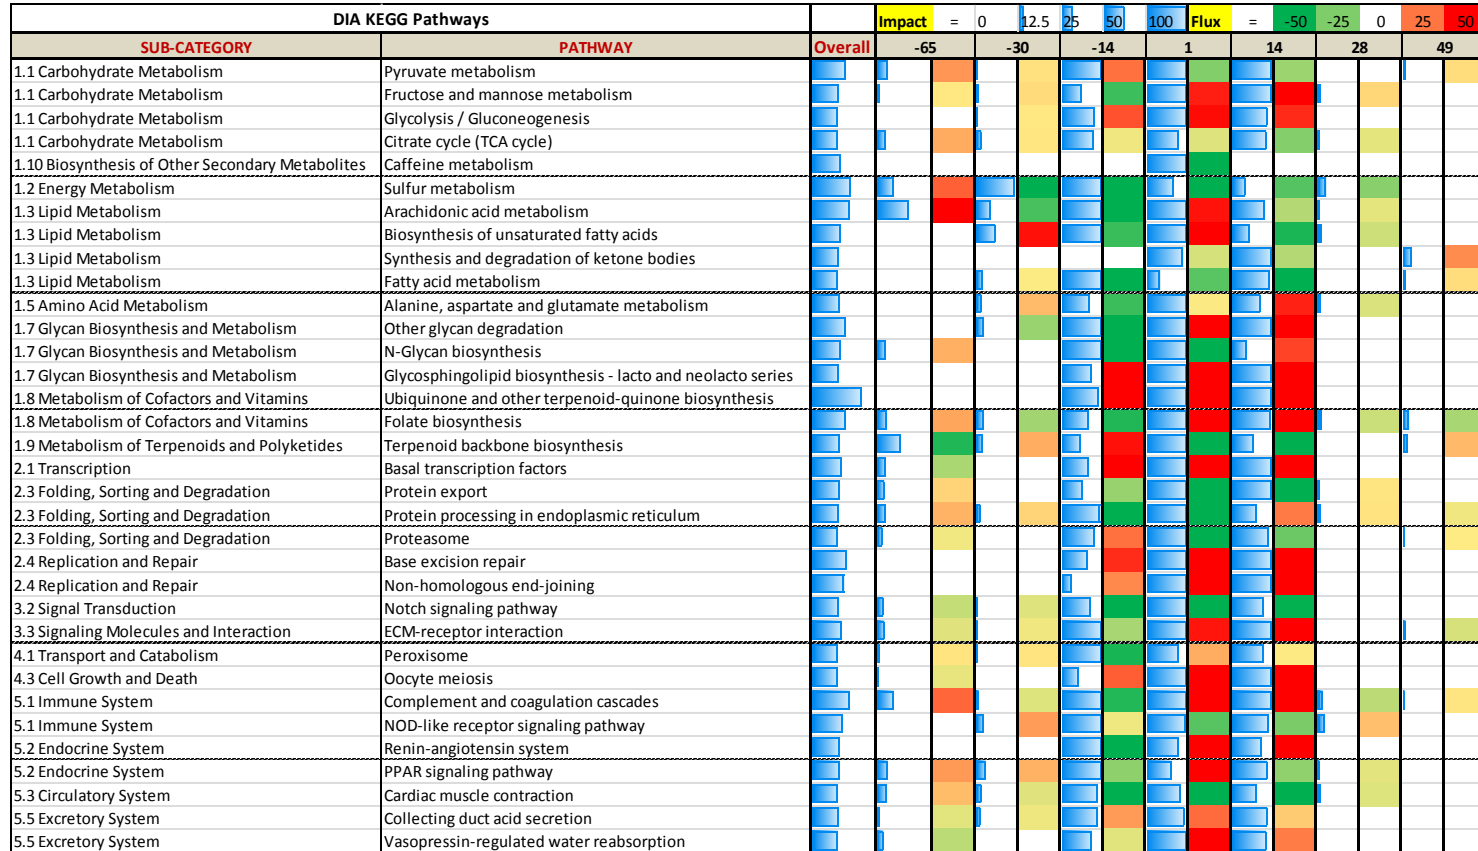 DIA KEGG Pathways Impact = 0 12.5 25 50 100 Flux = -50 -25 0 25 50
SUB-CATEGORY PATHWAY Overall -65 -30 -14 1 14 28 49
1.1 Carbohydrate Metabolism Pyruvate metabolism
1.1 Carbohydrate Metabolism Fructose and mannose metabolism
1.1 Carbohydrate Metabolism Glycolysis / Gluconeogenesis
1.1 Carbohydrate Metabolism Citrate cycle (TCA cycle)
1.10 Biosynthesis of Other Secondary Metabolites Caffeine metabolism
1.2 Energy Metabolism Sulfur metabolism
1.3 Lipid Metabolism Arachidonic acid metabolism
1.3 Lipid Metabolism Biosynthesis of unsaturated fatty acids
1.3 Lipid Metabolism Synthesis and degradation of ketone bodies
1.3 Lipid Metabolism Fatty acid metabolism
1.5 Amino Acid Metabolism Alanine, aspartate and glutamate metabolism
1.7 Glycan Biosynthesis and Metabolism Other glycan degradation
1.7 Glycan Biosynthesis and Metabolism N-Glycan biosynthesis
1.7 Glycan Biosynthesis and Metabolism Glycosphingolipid biosynthesis - lacto and neolacto series
1.8 Metabolism of Cofactors and Vitamins Ubiquinone and other terpenoid-quinone biosynthesis
1.8 Metabolism of Cofactors and Vitamins Folate biosynthesis
1.9 Metabolism of Terpenoids and Polyketides Terpenoid backbone biosynthesis
2.1 Transcription Basal transcription factors
2.3 Folding, Sorting and Degradation Protein export
2.3 Folding, Sorting and Degradation Protein processing in endoplasmic reticulum
2.3 Folding, Sorting and Degradation Proteasome
2.4 Replication and Repair Base excision repair
2.4 Replication and Repair Non-homologous end-joining
3.2 Signal Transduction Notch signaling pathway
3.3 Signaling Molecules and Interaction ECM-receptor interaction
4.1 Transport and Catabolism Peroxisome
4.3 Cell Growth and Death Oocyte meiosis
5.1 Immune System Complement and coagulation cascades
5.1 Immune System NOD-like receptor signaling pathway
5.2 Endocrine System Renin-angiotensin system
5.2 Endocrine System PPAR signaling pathway
5.3 Circulatory System Cardiac muscle contraction
5.5 Excretory System Collecting duct acid secretion
5.5 Excretory System Vasopressin-regulated water reabsorption